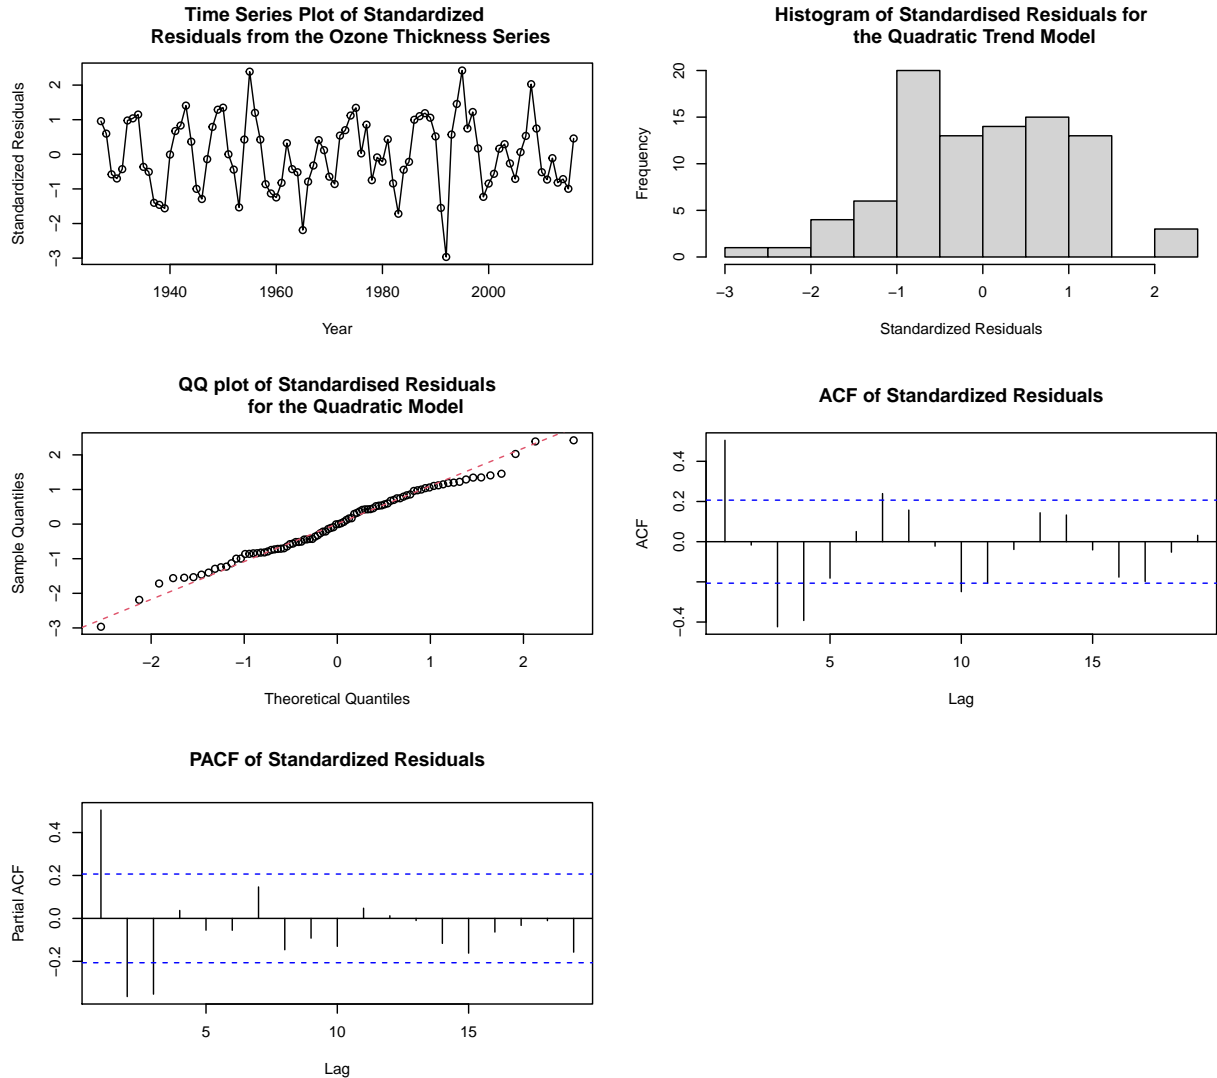 Time Series Plot of Standardized
Residuals from the Ozone Thickness Series
Standardized Residuals
2
1
0
−1
−2
−3
1940 1960 1980 2000
Year
Histogram of Standardised Residuals for
the Quadratic Trend Model
Frequency
20
15
10
5
0
−3 −2 −1 0 1 2
Standardized Residuals
QQ plot of Standardised Residuals
for the Quadratic Model
Sample Quantiles
2
1
0
−1
−2
−3
−2 −1 0 1 2
Theoretical Quantiles
ACF of Standardized Residuals
ACF
0.4
0.2
0.0
−0.4
5 10 15
Lag
PACF of Standardized Residuals
Partial ACF
0.4
0.2
0.0
−0.2
5 10 15
Lag